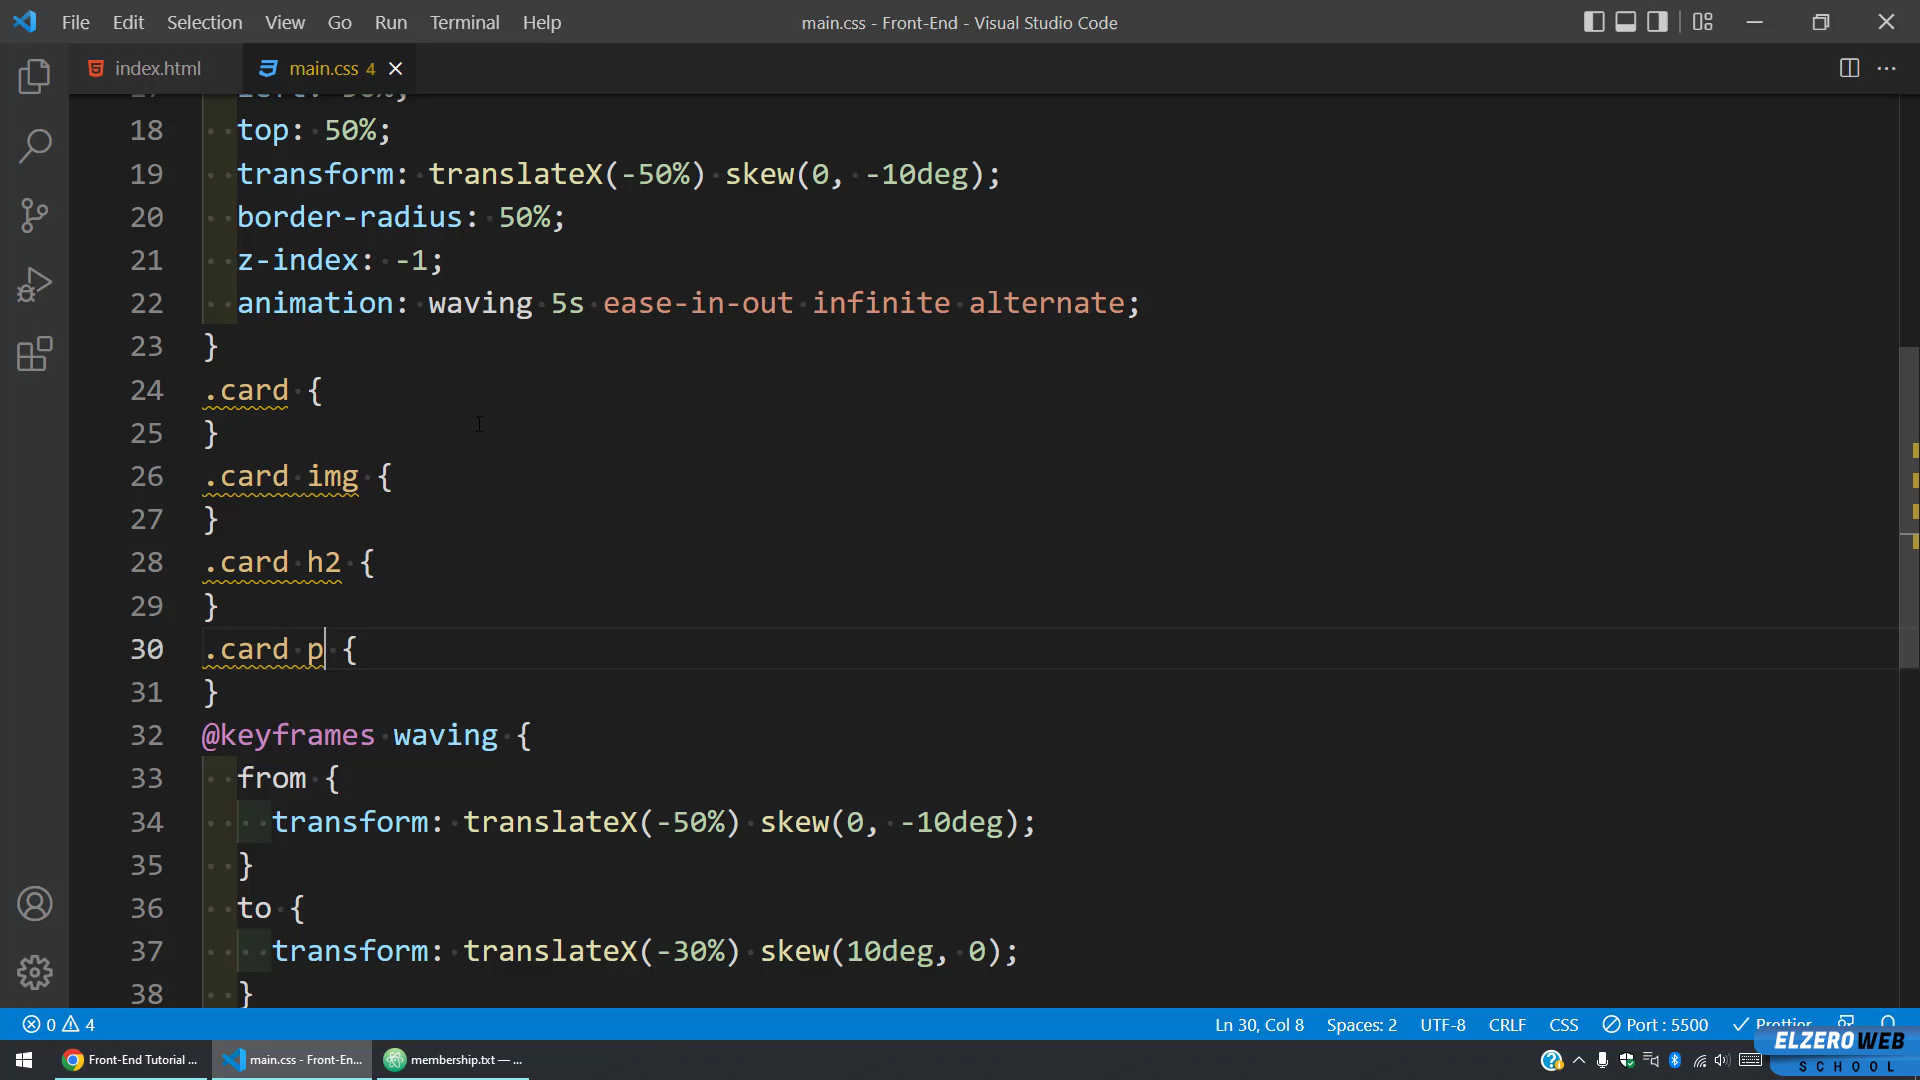 File Edit Selection View Go Run Terminal Help
main.css - Front-End - Visual Studio Code
index.html
main.css 4
18 top: 50%;
19 transform: translateX(-50%) skew(0, -10deg);
20 border-radius: 50%;
21 z-index: -1;
22 animation: waving 5s ease-in-out infinite alternate;
23 }
24 .card {
25 }
26 .card img {
27 }
28 .card h2 {
29 }
30 .card p {
31 }
32 @keyframes waving {
33 from {
34 transform: translateX(-50%) skew(0, -10deg);
35 }
36 to {
37 transform: translateX(-30%) skew(10deg, 0);
38 }
0 4
Ln 30, Col 8 Spaces: 2 UTF-8 CRLF CSS Port : 5500 Prettier
Front-End Tutorial ...
main.css - Front-En...
membership.txt — ...
ELZEROWEB
SCHOOL